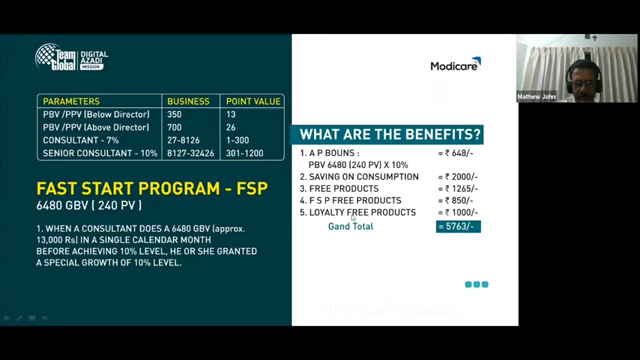 Team
Global
DIGITAL
AZADI
MISSION
PARAMETERS BUSINESS POINT VALUE
PBV/PPV (Below Director) 350 13
PBV/PPV (Above Director) 700 26
CONSULTANT - 7% 27-8126 1-300
SENIOR CONSULTANT - 10% 8127-32426 301-1200
FAST START PROGRAM - FSP
6480 GBV ( 240 PV )
1. WHEN A CONSULTANT DOES A 6480 GBV (approx.
13,000 Rs) IN A SINGLE CALENDAR MONTH
BEFORE ACHIEVING 10% LEVEL, HE OR SHE GRANTED
A SPECIAL GROWTH OF 10% LEVEL.
Modicare
WHAT ARE THE BENEFITS?
1. A P BOUNS : = ₹ 648/-
PBV 6480 (240 PV) X 10%
2. SAVING ON CONSUMPTION = ₹ 2000/-
3. FREE PRODUCTS = ₹ 1265/-
4. F S P FREE PRODUCTS = ₹ 850/-
5. LOYALTY FREE PRODUCTS = ₹ 1000/-
Gand Total = 5763/-
Mathew John